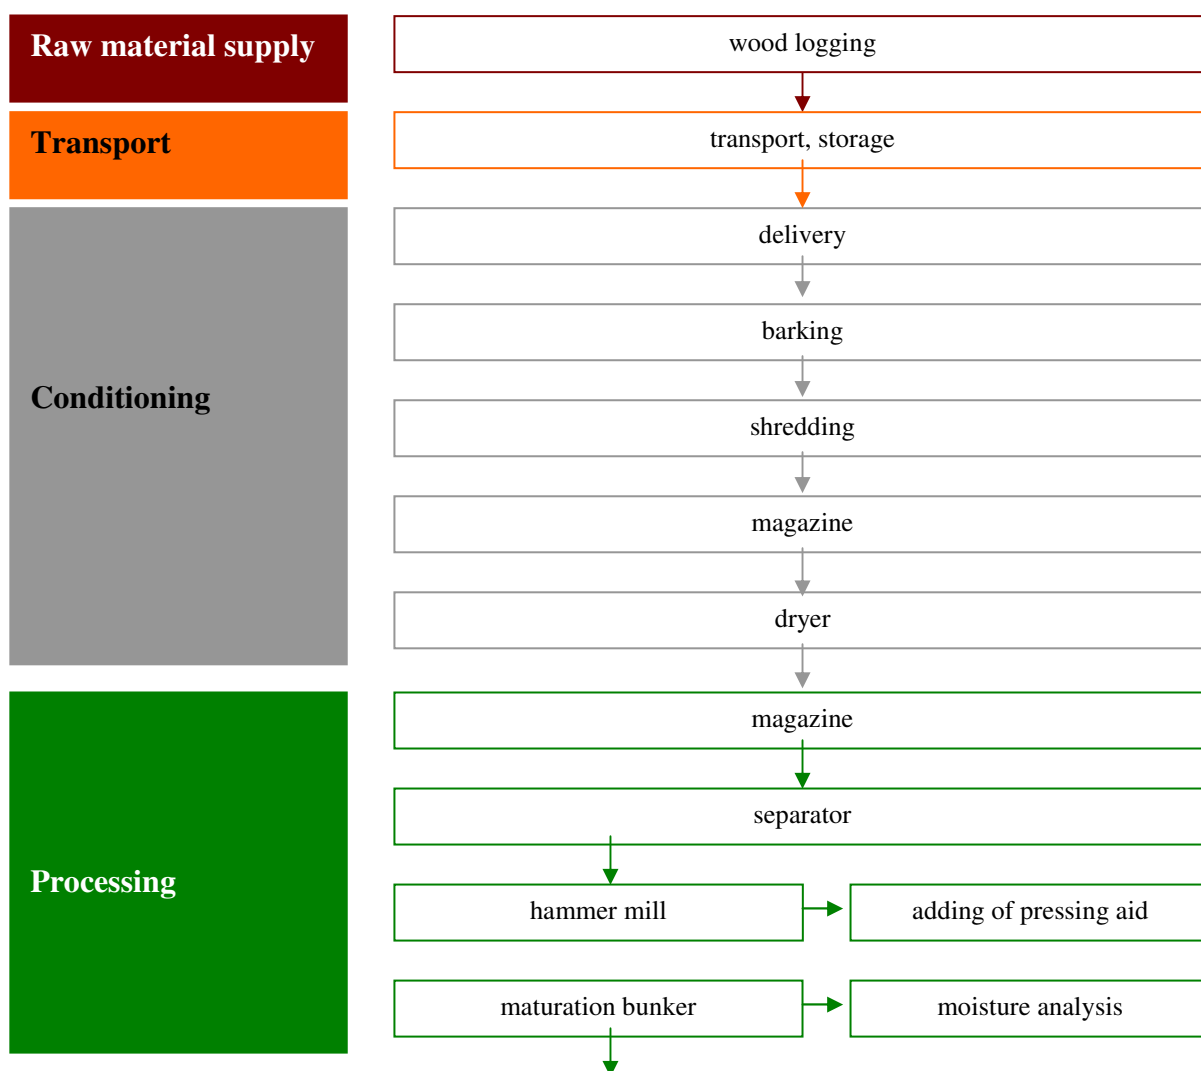 Raw material supply
wood logging
Transport
transport, storage
Conditioning
delivery
barking
shredding
magazine
dryer
Processing
magazine
separator
hammer mill
adding of pressing aid
maturation bunker
moisture analysis